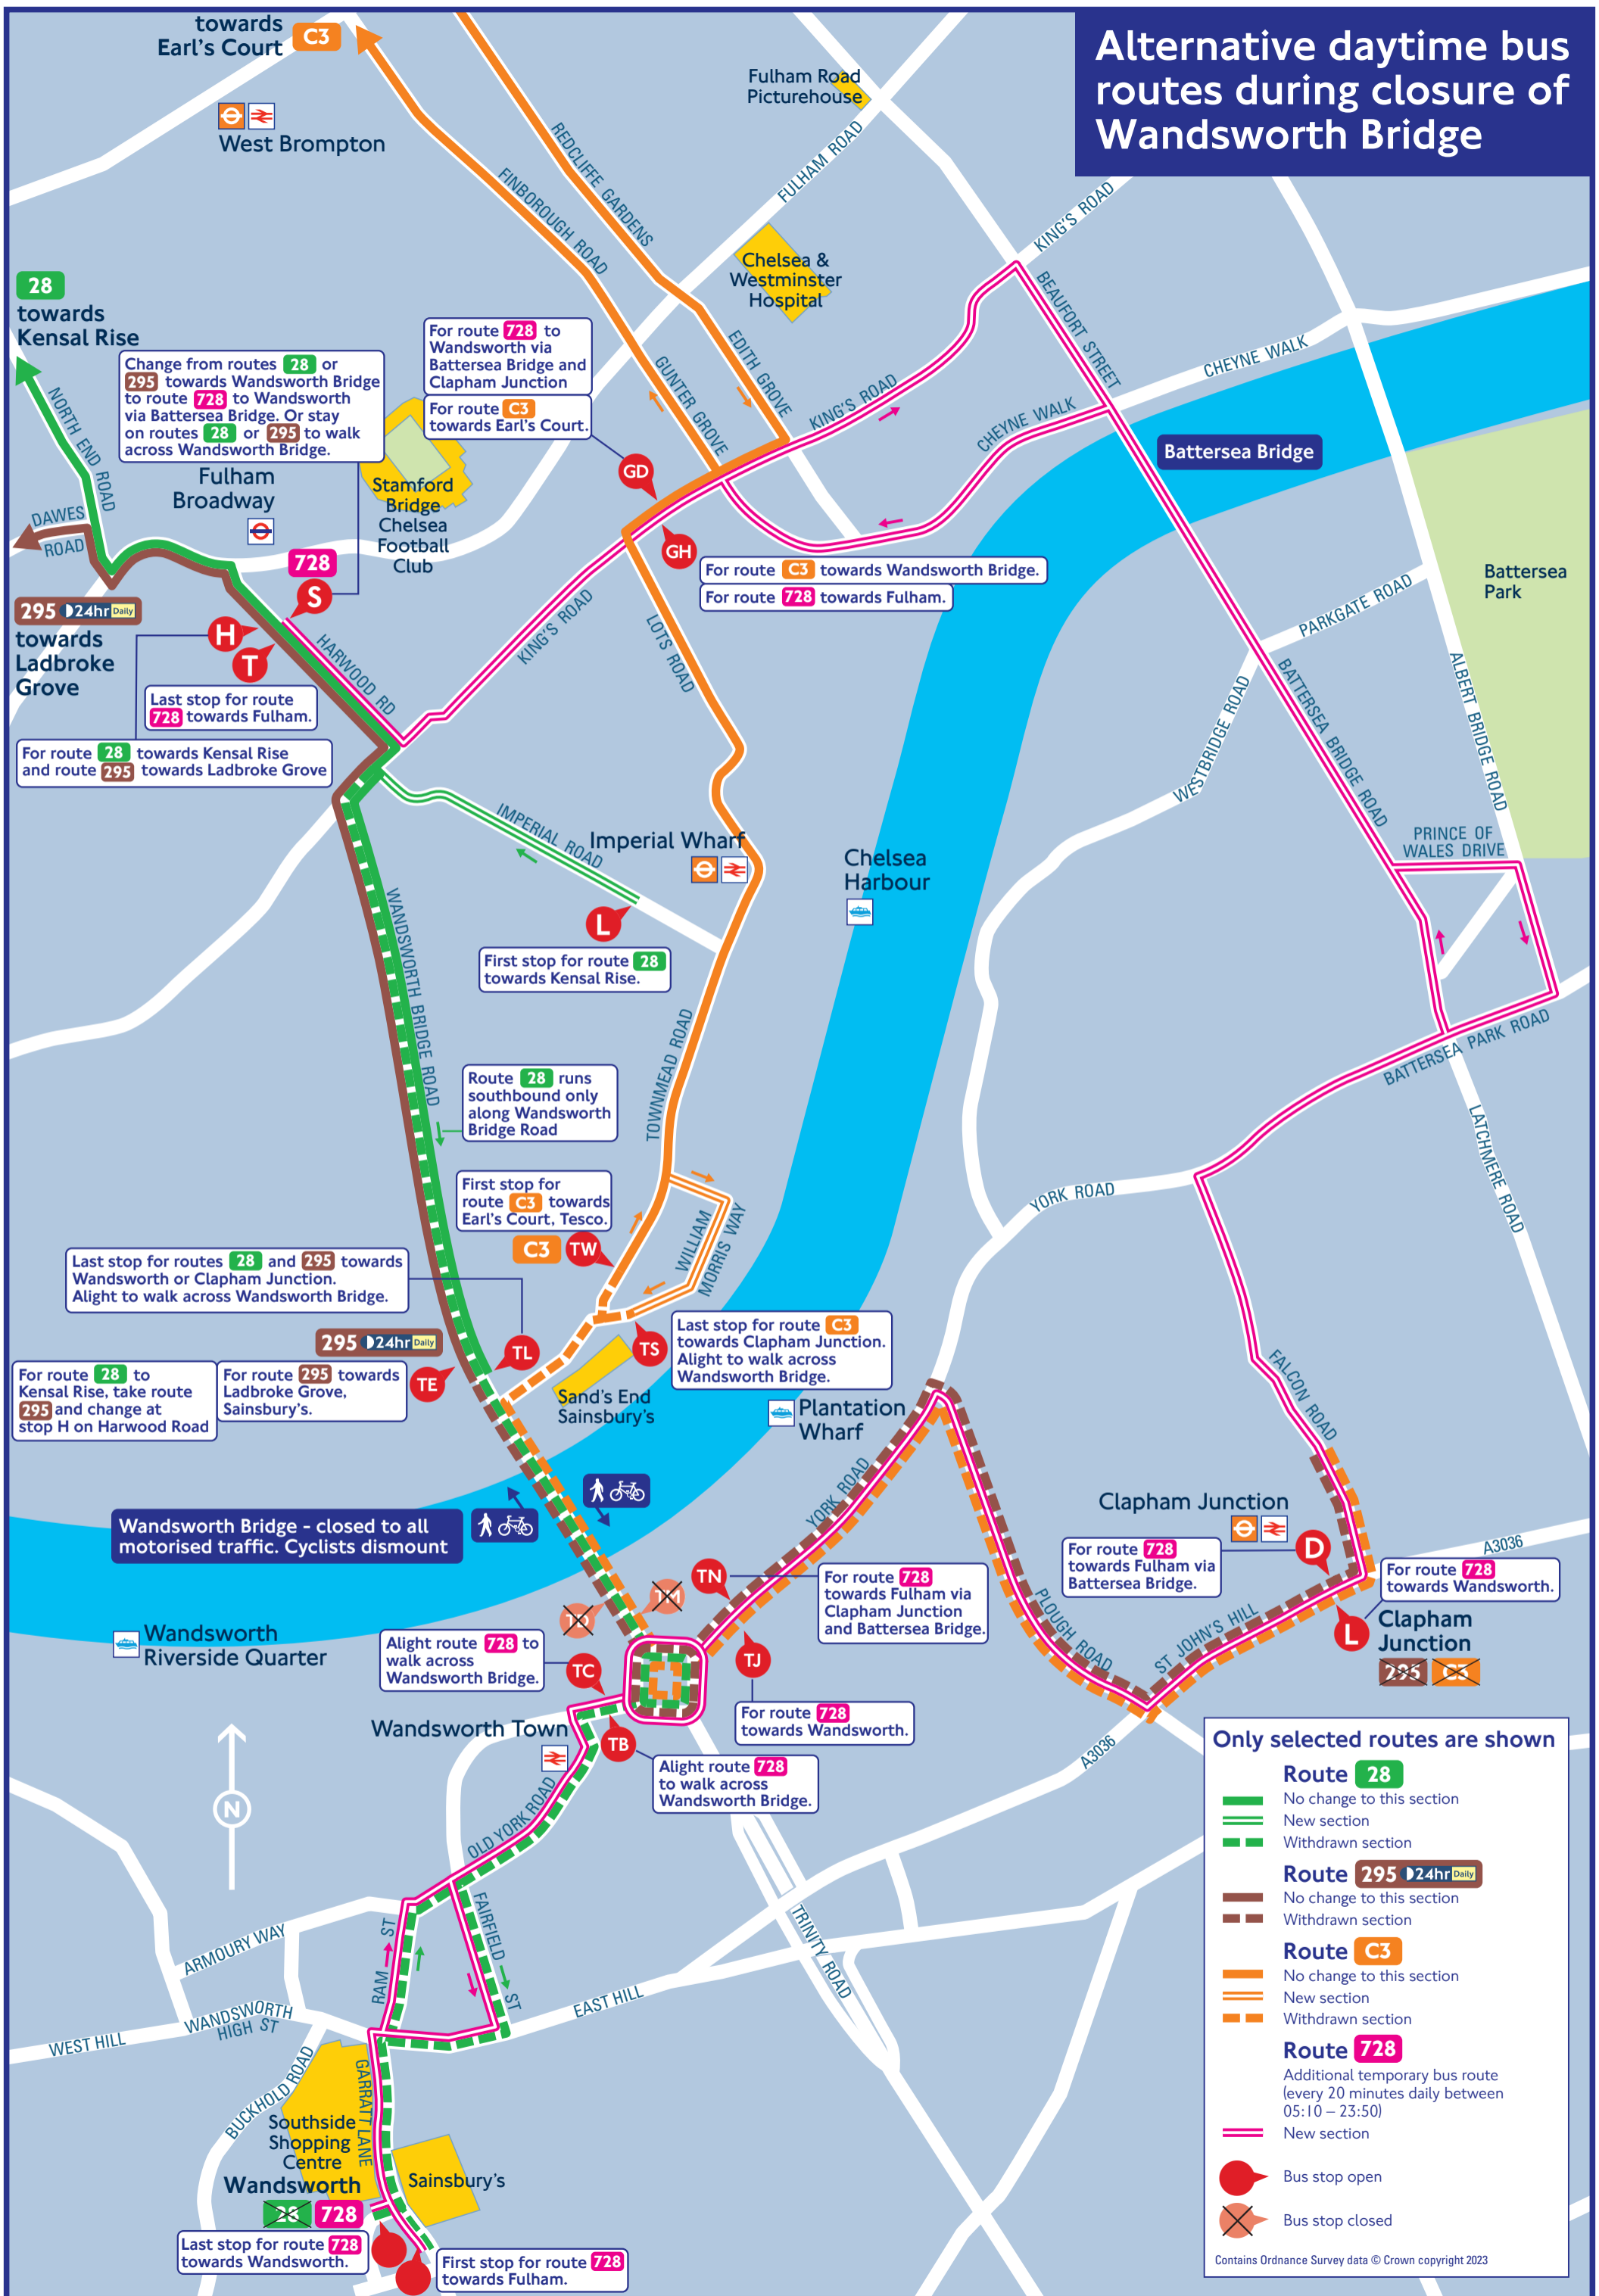 Alternative daytime bus
routes during closure of
Wandsworth Bridge
towards
Earl's Court
C3
West Brompton
Fulham Road
Picturehouse
REDCLIFFE GARDENS
FINBOROUGH ROAD
FULHAM ROAD
KING'S ROAD
Chelsea &
Westminster
Hospital
BEAUFORT STREET
28
towards
Kensal Rise
NORTH END ROAD
Change from routes 28 or
295 towards Wandsworth Bridge
to route 728 to Wandsworth
via Battersea Bridge. Or stay
on routes 28 or 295 to walk
across Wandsworth Bridge.
For route 728 to
Wandsworth via
Battersea Bridge and
Clapham Junction
For route C3
towards Earl's Court.
GUNTER GROVE
EDITH GROVE
KING'S ROAD
CHEYNE WALK
CHEYNE WALK
Battersea Bridge
Fulham
Broadway
Stamford
Bridge
Chelsea
Football
Club
DAWES
ROAD
GD
GH
For route C3 towards Wandsworth Bridge.
For route 728 towards Fulham.
728
S
H
T
295 24hr Daily
towards
Ladbroke
Grove
HARWOOD RD
KING'S ROAD
LOTS ROAD
Last stop for route
728 towards Fulham.
For route 28 towards Kensal Rise
and route 295 towards Ladbroke Grove
Battersea
Park
PARKGATE ROAD
WESTBRIDGE ROAD
BATTERSEA BRIDGE ROAD
ALBERT BRIDGE ROAD
PRINCE OF
WALES DRIVE
IMPERIAL ROAD
Imperial Wharf
Chelsea
Harbour
L
First stop for route 28
towards Kensal Rise.
WANDSWORTH BRIDGE ROAD
TOWNMEAD ROAD
BATTERSEA PARK ROAD
LATCHMERE ROAD
YORK ROAD
Route 28 runs
southbound only
along Wandsworth
Bridge Road
First stop for
route C3 towards
Earl's Court, Tesco.
C3
TW
WILLIAM
MORRIS WAY
Last stop for routes 28 and 295 towards
Wandsworth or Clapham Junction.
Alight to walk across Wandsworth Bridge.
295 24hr Daily
TL
TE
TS
Last stop for route C3
towards Clapham Junction.
Alight to walk across
Wandsworth Bridge.
For route 28 to
Kensal Rise, take route
295 and change at
stop H on Harwood Road
For route 295 towards
Ladbroke Grove,
Sainsbury's.
Sand's End
Sainsbury's
Plantation
Wharf
FALCON ROAD
YORK ROAD
Wandsworth Bridge - closed to all
motorised traffic. Cyclists dismount
Clapham Junction
For route 728
towards Fulham via
Battersea Bridge.
D
A3036
For route 728
towards Wandsworth.
L
Clapham
Junction
295
C3
TN
TM
For route 728
towards Fulham via
Clapham Junction
and Battersea Bridge.
PLOUGH ROAD
ST JOHN'S HILL
Wandsworth
Riverside Quarter
Alight route 728 to
walk across
Wandsworth Bridge.
TC
TJ
For route 728
towards Wandsworth.
Wandsworth Town
TB
Alight route 728
to walk across
Wandsworth Bridge.
A3036
N
OLD YORK ROAD
FAIRFIELD ST
RAM ST
ARMOURY WAY
TRINITY ROAD
EAST HILL
WANDSWORTH
HIGH ST
WEST HILL
BUCKHOLD ROAD
GARRATT LANE
Southside
Shopping
Centre
Wandsworth
28
728
Sainsbury's
Last stop for route 728
towards Wandsworth.
First stop for route 728
towards Fulham.
Only selected routes are shown
Route 28
No change to this section
New section
Withdrawn section
Route 295 24hr Daily
No change to this section
Withdrawn section
Route C3
No change to this section
New section
Withdrawn section
Route 728
Additional temporary bus route
(every 20 minutes daily between
05:10 – 23:50)
New section
Bus stop open
Bus stop closed
Contains Ordnance Survey data © Crown copyright 2023